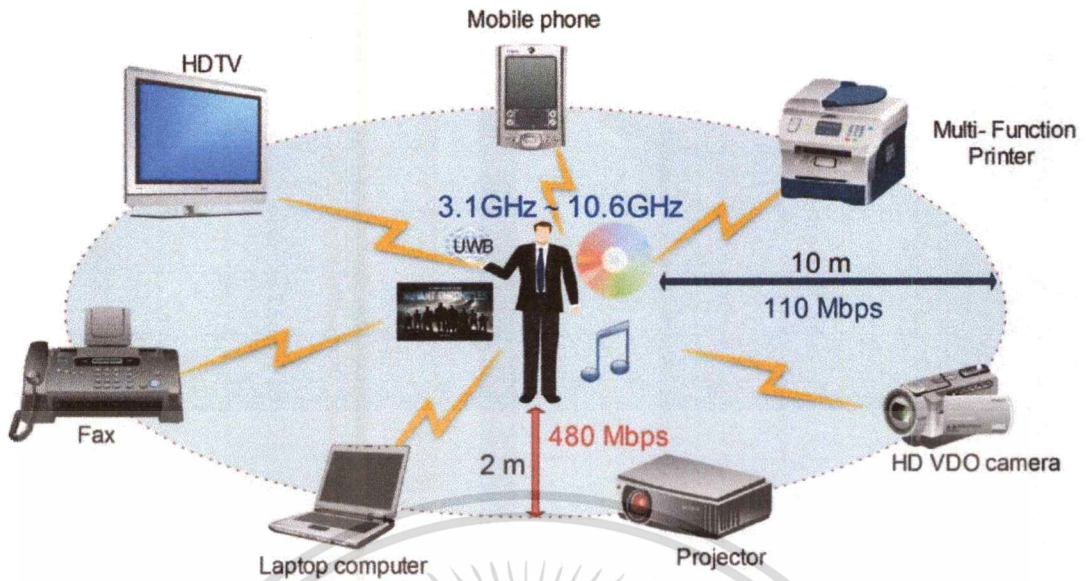 Mobile phone
HDTV
Multi- Function
Printer
3.1GHz ~ 10.6GHz
UWB
10 m
110 Mbps
Fax
480 Mbps
2 m
HD VDO camera
Laptop computer
Projector